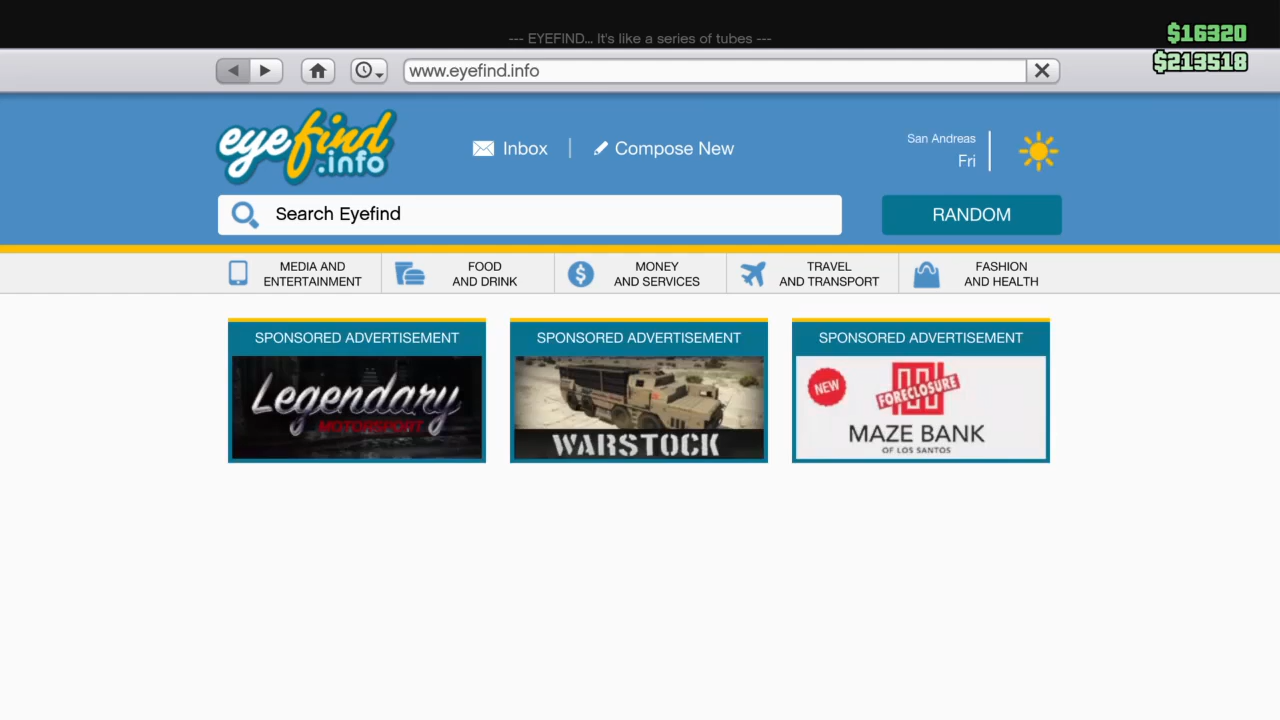 --- EYEFIND... It's like a series of tubes ---
$16320
$213518
www.eyefind.info
eyefind
.info
Inbox
Compose New
San Andreas
Fri
Search Eyefind
RANDOM
MEDIA AND
ENTERTAINMENT
FOOD
AND DRINK
MONEY
AND SERVICES
TRAVEL
AND TRANSPORT
FASHION
AND HEALTH
SPONSORED ADVERTISEMENT
Legendary
MOTORSPORT
SPONSORED ADVERTISEMENT
WARSTOCK
SPONSORED ADVERTISEMENT
NEW
FORECLOSURE
MAZE BANK
OF LOS SANTOS